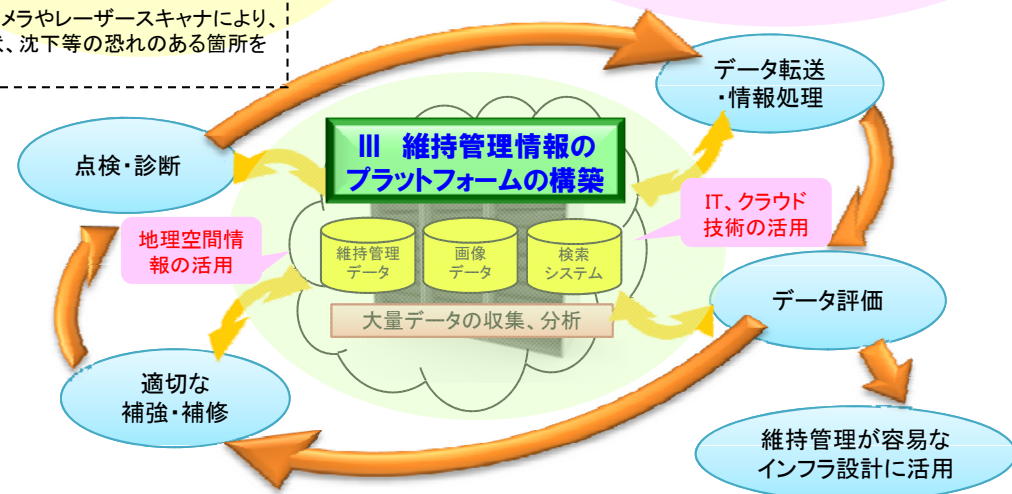 メラやレーザースキャナにより、
、沈下等の恐れのある箇所を
データ転送
・情報処理
点検・診断
Ⅲ 維持管理情報の
プラットフォームの構築
IT、クラウド
技術の活用
地理空間情
報の活用
維持管理
データ
画像
データ
検索
システム
大量データの収集、分析
データ評価
適切な
補強・補修
維持管理が容易な
インフラ設計に活用